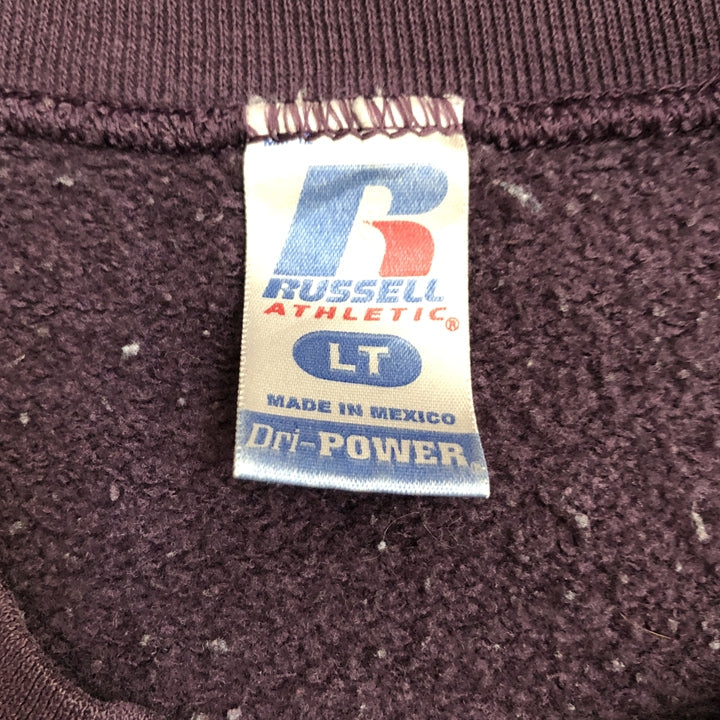 R
RUSSELL
ATHLETIC®
LT
MADE IN MEXICO
Dri-POWER®